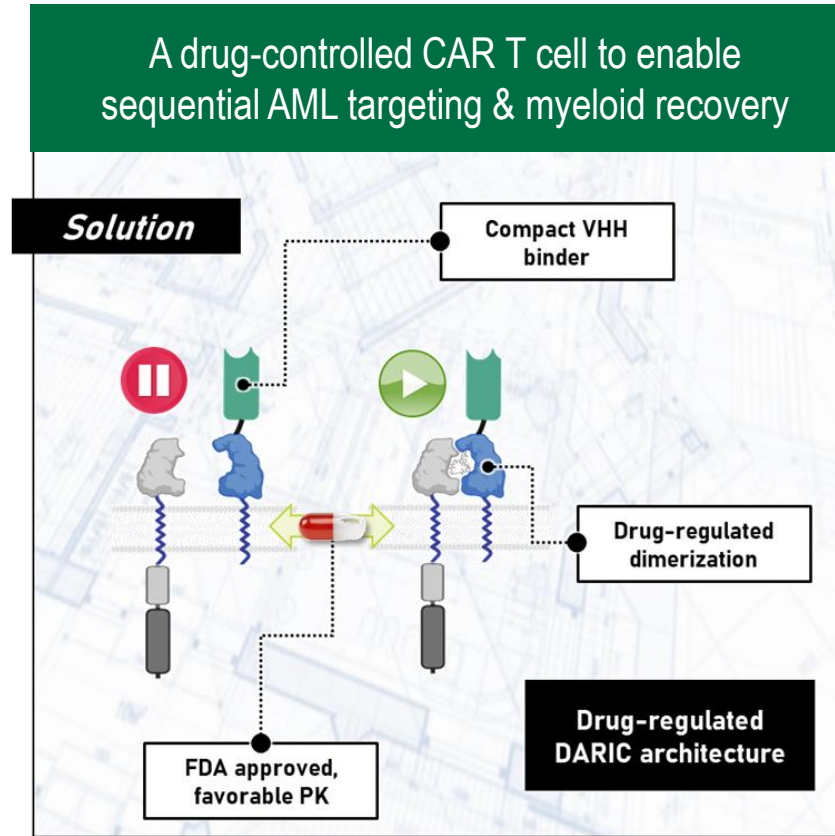 A drug-controlled CAR T cell to enable
sequential AML targeting & myeloid recovery
Solution
Compact VHH
binder
Drug-regulated
dimerization
FDA approved,
favorable PK
Drug-regulated
DARIC architecture